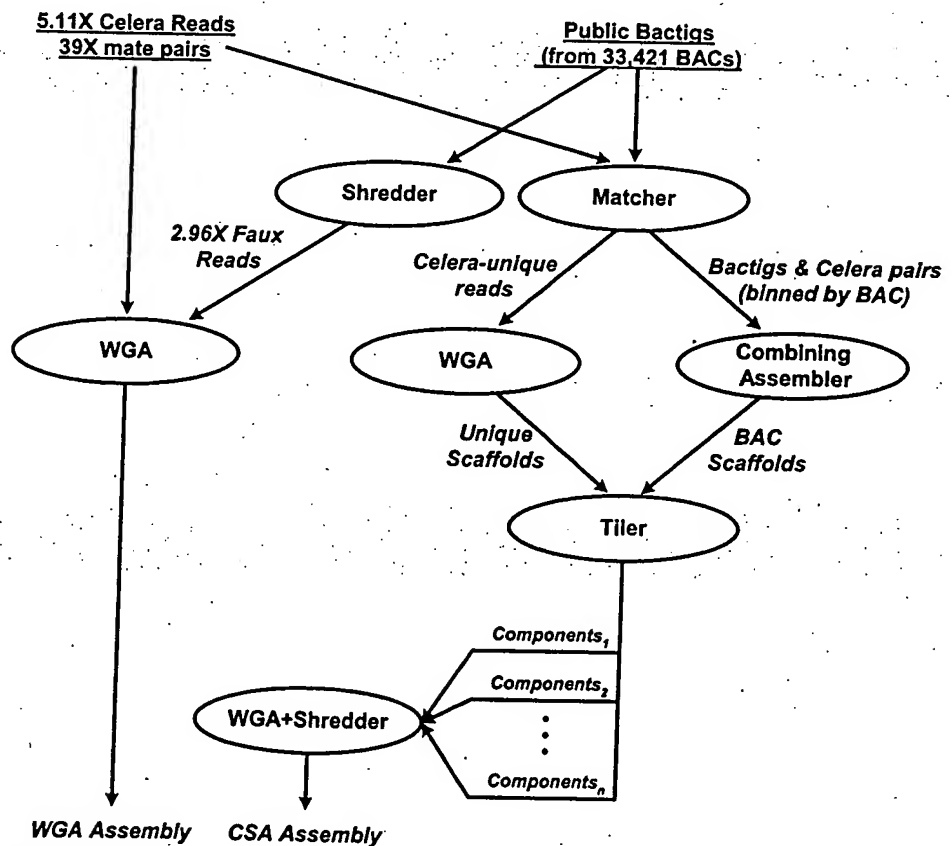 5.11X Celera Reads
39X mate pairs
Public Bactigs
(from 33,421 BACs)
Shredder
Matcher
2.96X Faux
Reads
Celera-unique
reads
Bactigs & Celera pairs
(binned by BAC)
WGA
WGA
Combining
Assembler
Unique
Scaffolds
BAC
Scaffolds
Tiler
Components1
Components2
WGA+Shredder
Componentsn
WGA Assembly
CSA Assembly